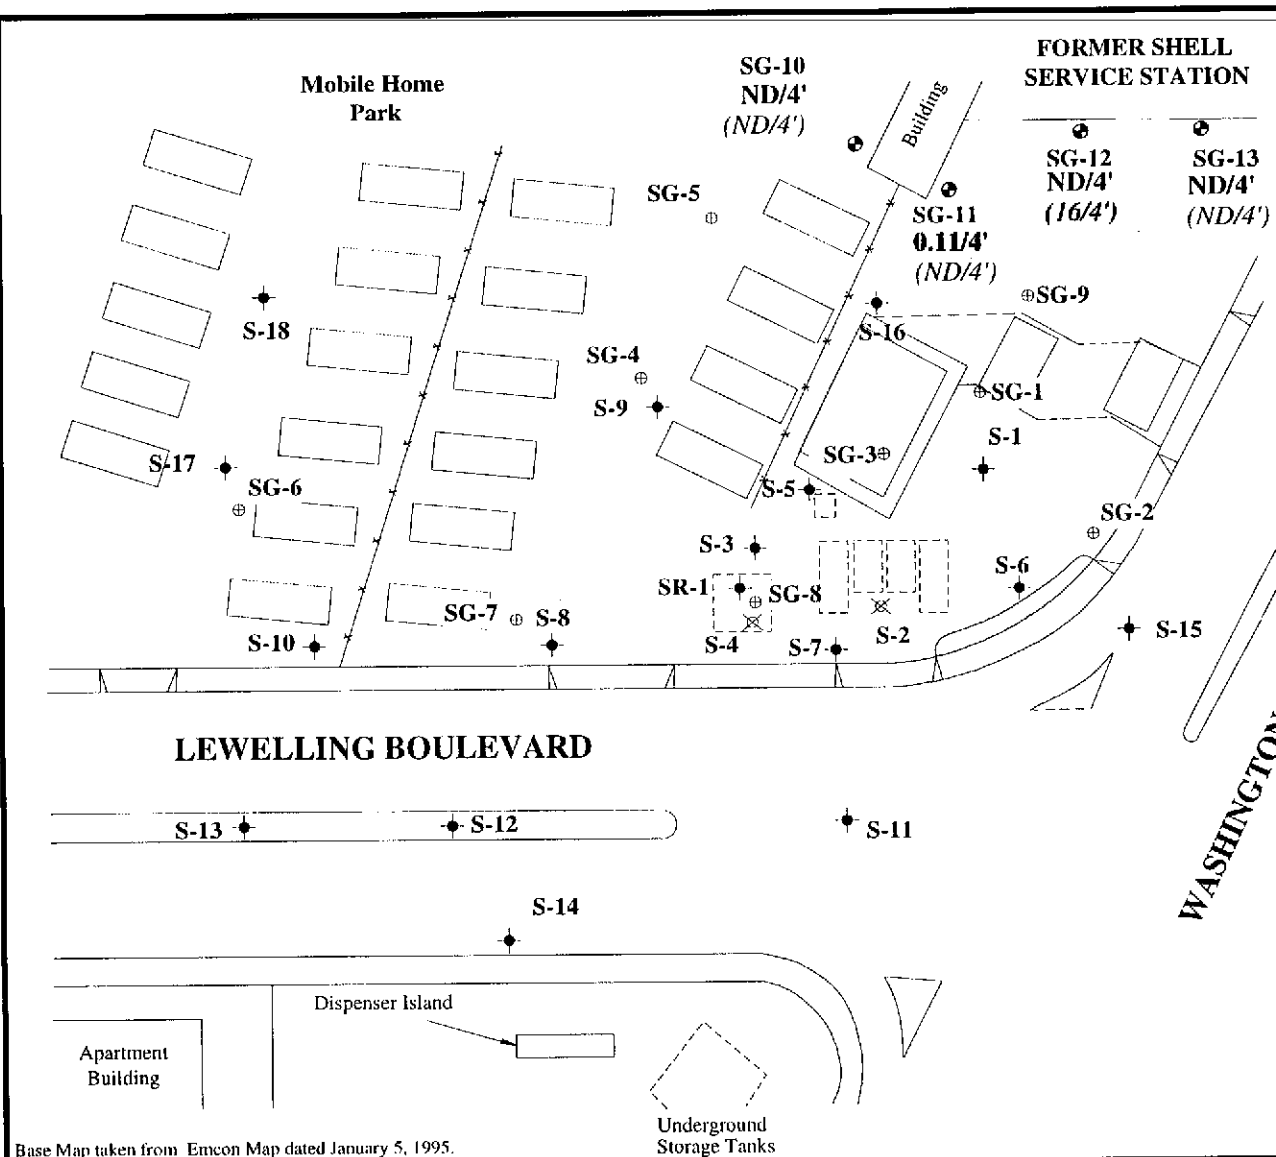 FORMER SHELL
SERVICE STATION
Mobile Home
Park
SG-10
ND/4'
(ND/4')
Building
SG-12
ND/4'
(16/4')
SG-13
ND/4'
(ND/4')
SG-5
SG-11
0.11/4'
(ND/4')
SG-9
S-18
S-16
SG-4
S-9
SG-1
S-1
SG-3
S-17
SG-6
S-5
SG-2
S-3
S-6
SR-1
SG-8
SG-7
S-8
S-10
S-4
S-7
S-2
S-15
LEWELLING BOULEVARD
WASHINGTON
S-13
S-12
S-11
S-14
Dispenser Island
Apartment
Building
Underground
Storage Tanks
Base Map taken from Emcon Map dated January 5, 1995.